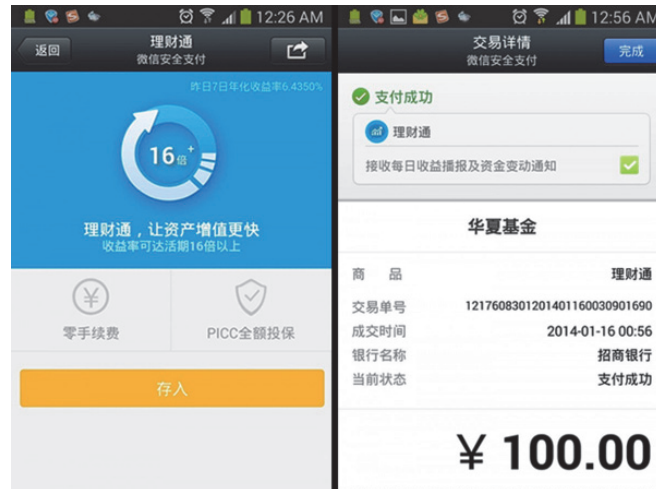 12:26 AM
返回
理财通
微信安全支付
昨日7日年化收益率6.4350%
16倍+
理财通，让资产增值更快
收益率可达活期16倍以上
零手续费
PICC全额投保
存入
12:56 AM
交易详情
微信安全支付
完成
支付成功
理财通
接收每日收益播报及资金变动通知
华夏基金
商 品 理财通
交易单号 1217608301201401160030901690
成交时间 2014-01-16 00:56
银行名称 招商银行
当前状态 支付成功
¥ 100.00